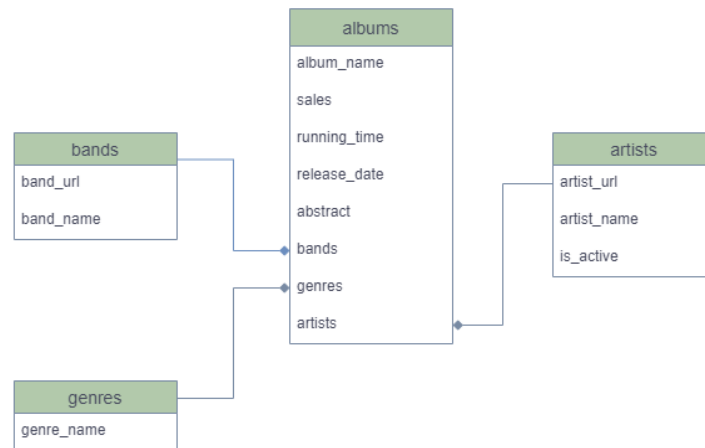 albums
album_name
sales
running_time
release_date
abstract
bands
genres
artists
bands
band_url
band_name
artists
artist_url
artist_name
is_active
genres
genre_name